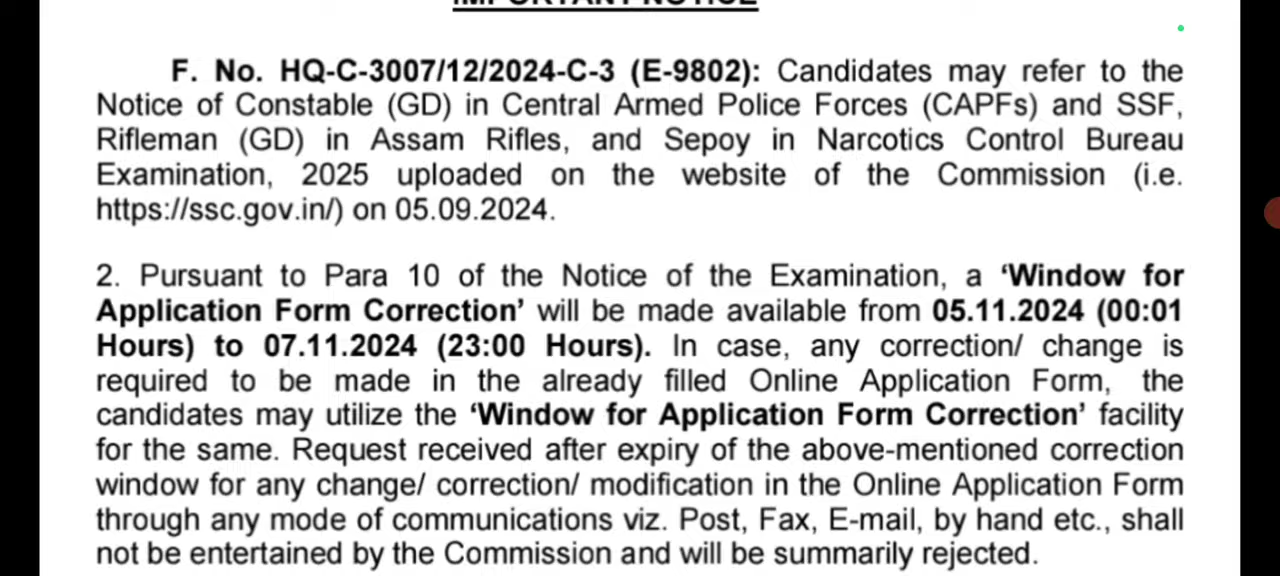 IMPORTANT NOTICE
F. No. HQ-C-3007/12/2024-C-3 (E-9802): Candidates may refer to the
Notice of Constable (GD) in Central Armed Police Forces (CAPFs) and SSF,
Rifleman (GD) in Assam Rifles, and Sepoy in Narcotics Control Bureau
Examination, 2025 uploaded on the website of the Commission (i.e.
https://ssc.gov.in/) on 05.09.2024.
2. Pursuant to Para 10 of the Notice of the Examination, a ‘Window for
Application Form Correction’ will be made available from 05.11.2024 (00:01
Hours) to 07.11.2024 (23:00 Hours). In case, any correction/ change is
required to be made in the already filled Online Application Form, the
candidates may utilize the ‘Window for Application Form Correction’ facility
for the same. Request received after expiry of the above-mentioned correction
window for any change/ correction/ modification in the Online Application Form
through any mode of communications viz. Post, Fax, E-mail, by hand etc., shall
not be entertained by the Commission and will be summarily rejected.